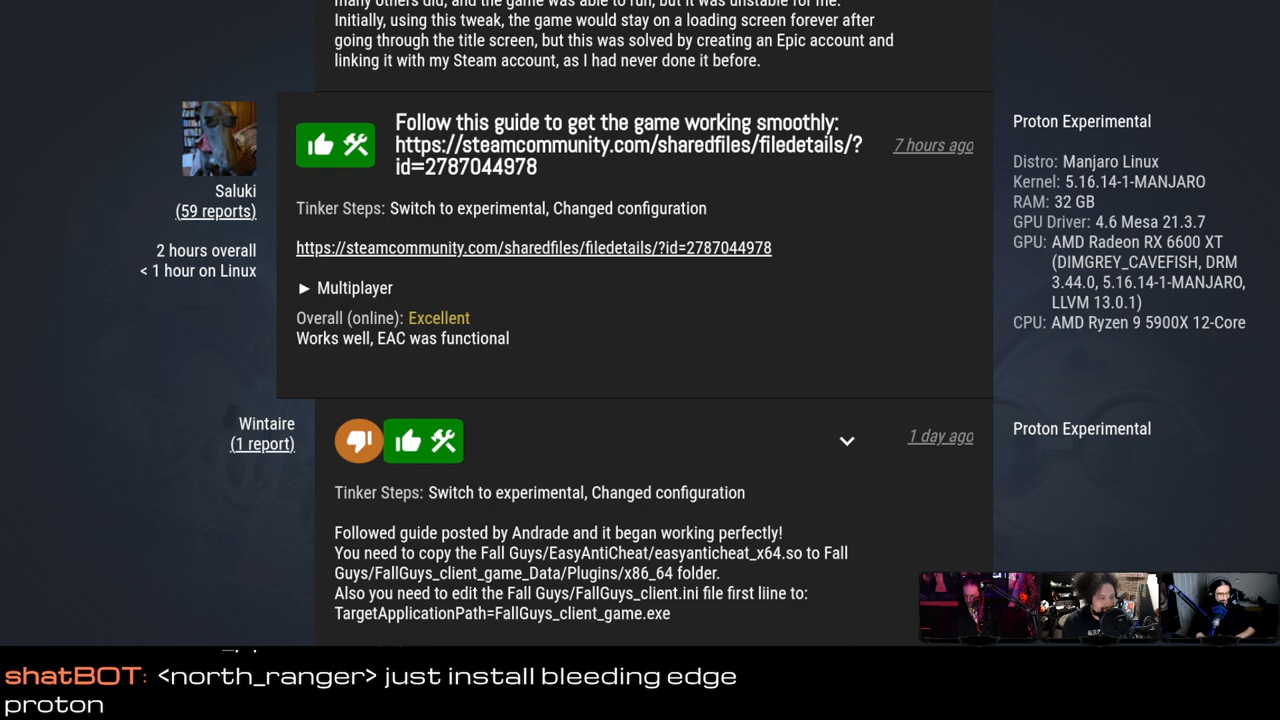 many others did, and the game was able to run, but it was unstable for me.
Initially, using this tweak, the game would stay on a loading screen forever after
going through the title screen, but this was solved by creating an Epic account and
linking it with my Steam account, as I had never done it before.
Saluki
(59 reports)
2 hours overall
< 1 hour on Linux
Follow this guide to get the game working smoothly:
https://steamcommunity.com/sharedfiles/filedetails/?
id=2787044978
7 hours ago
Tinker Steps: Switch to experimental, Changed configuration
https://steamcommunity.com/sharedfiles/filedetails/?id=2787044978
► Multiplayer
Overall (online): Excellent
Works well, EAC was functional
Proton Experimental
Distro: Manjaro Linux
Kernel: 5.16.14-1-MANJARO
RAM: 32 GB
GPU Driver: 4.6 Mesa 21.3.7
GPU: AMD Radeon RX 6600 XT
(DIMGREY_CAVEFISH, DRM
3.44.0, 5.16.14-1-MANJARO,
LLVM 13.0.1)
CPU: AMD Ryzen 9 5900X 12-Core
Wintaire
(1 report)
1 day ago
Proton Experimental
Tinker Steps: Switch to experimental, Changed configuration
Followed guide posted by Andrade and it began working perfectly!
You need to copy the Fall Guys/EasyAntiCheat/easyanticheat_x64.so to Fall
Guys/FallGuys_client_game_Data/Plugins/x86_64 folder.
Also you need to edit the Fall Guys/FallGuys_client.ini file first liine to:
TargetApplicationPath=FallGuys_client_game.exe
shatBOT: <north_ranger> just install bleeding edge
proton